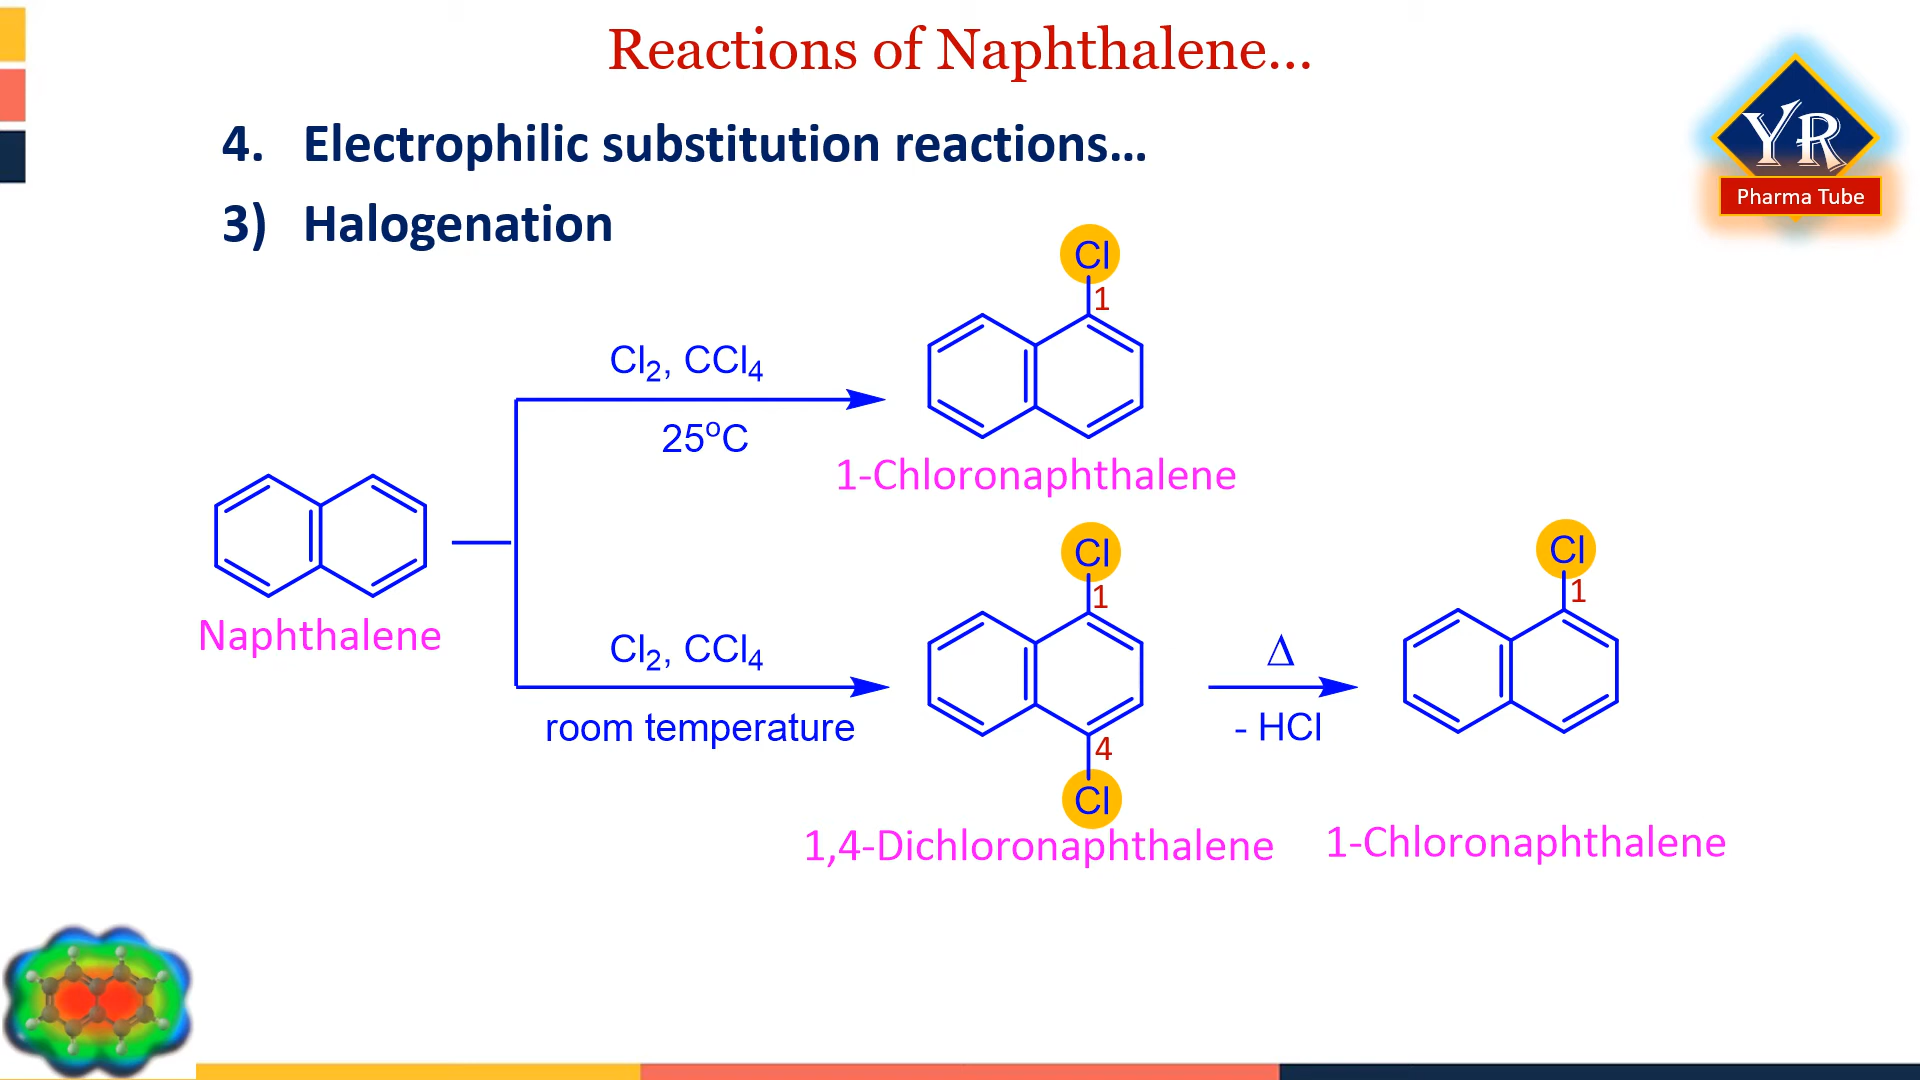 Reactions of Naphthalene...
YR
Pharma Tube
4. Electrophilic substitution reactions...
3) Halogenation
Cl
1
Cl₂, CCl₄
25°C
1-Chloronaphthalene
Naphthalene
Cl
1
Cl₂, CCl₄
room temperature
4
Cl
1,4-Dichloronaphthalene
Δ
- HCl
Cl
1
1-Chloronaphthalene